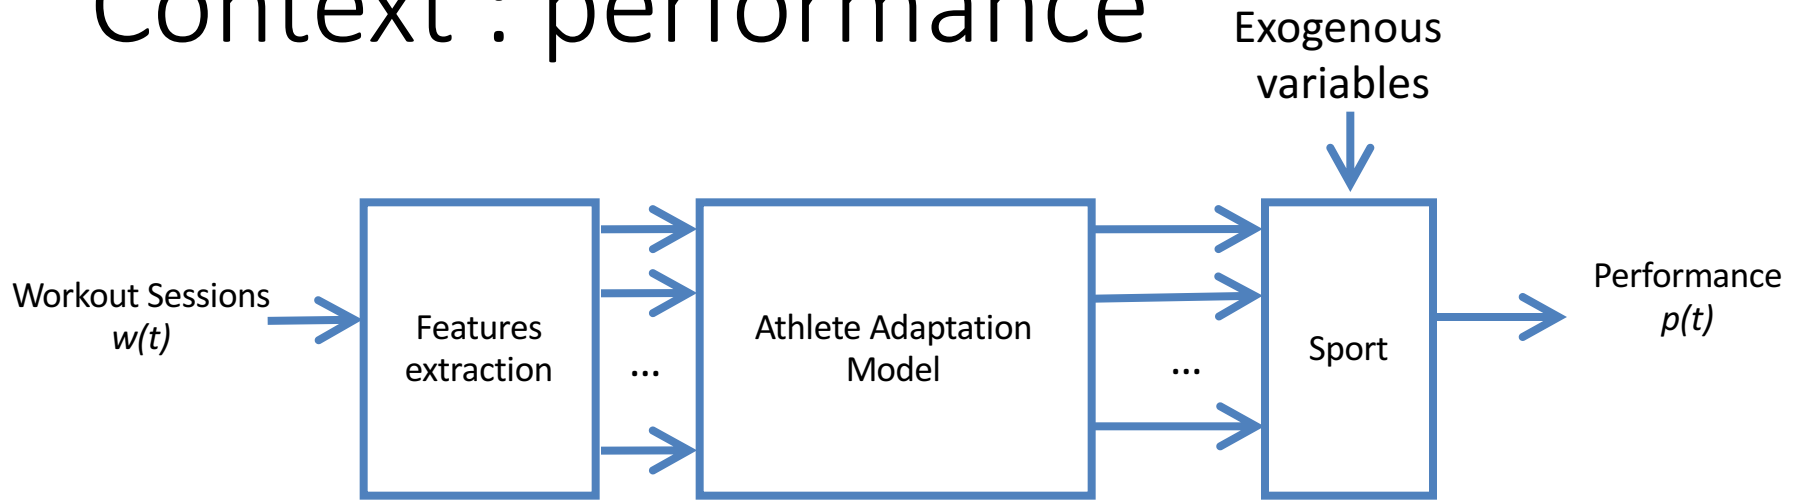 Context : performance
Exogenous
variables
Workout Sessions
w(t)
Features
extraction
...
Athlete Adaptation
Model
...
Sport
Performance
p(t)